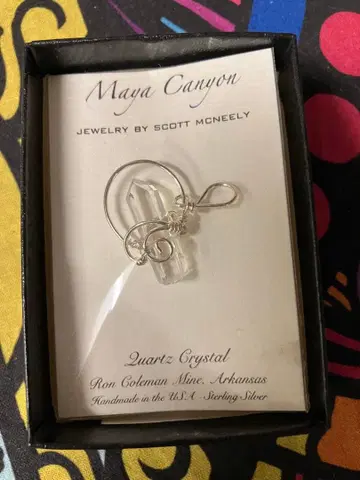 Maya Canyon
JEWELRY BY SCOTT MCNEELY
Quartz Crystal
Ron Coleman Mine, Arkansas
Handmade in the U.S.A Sterling Silver